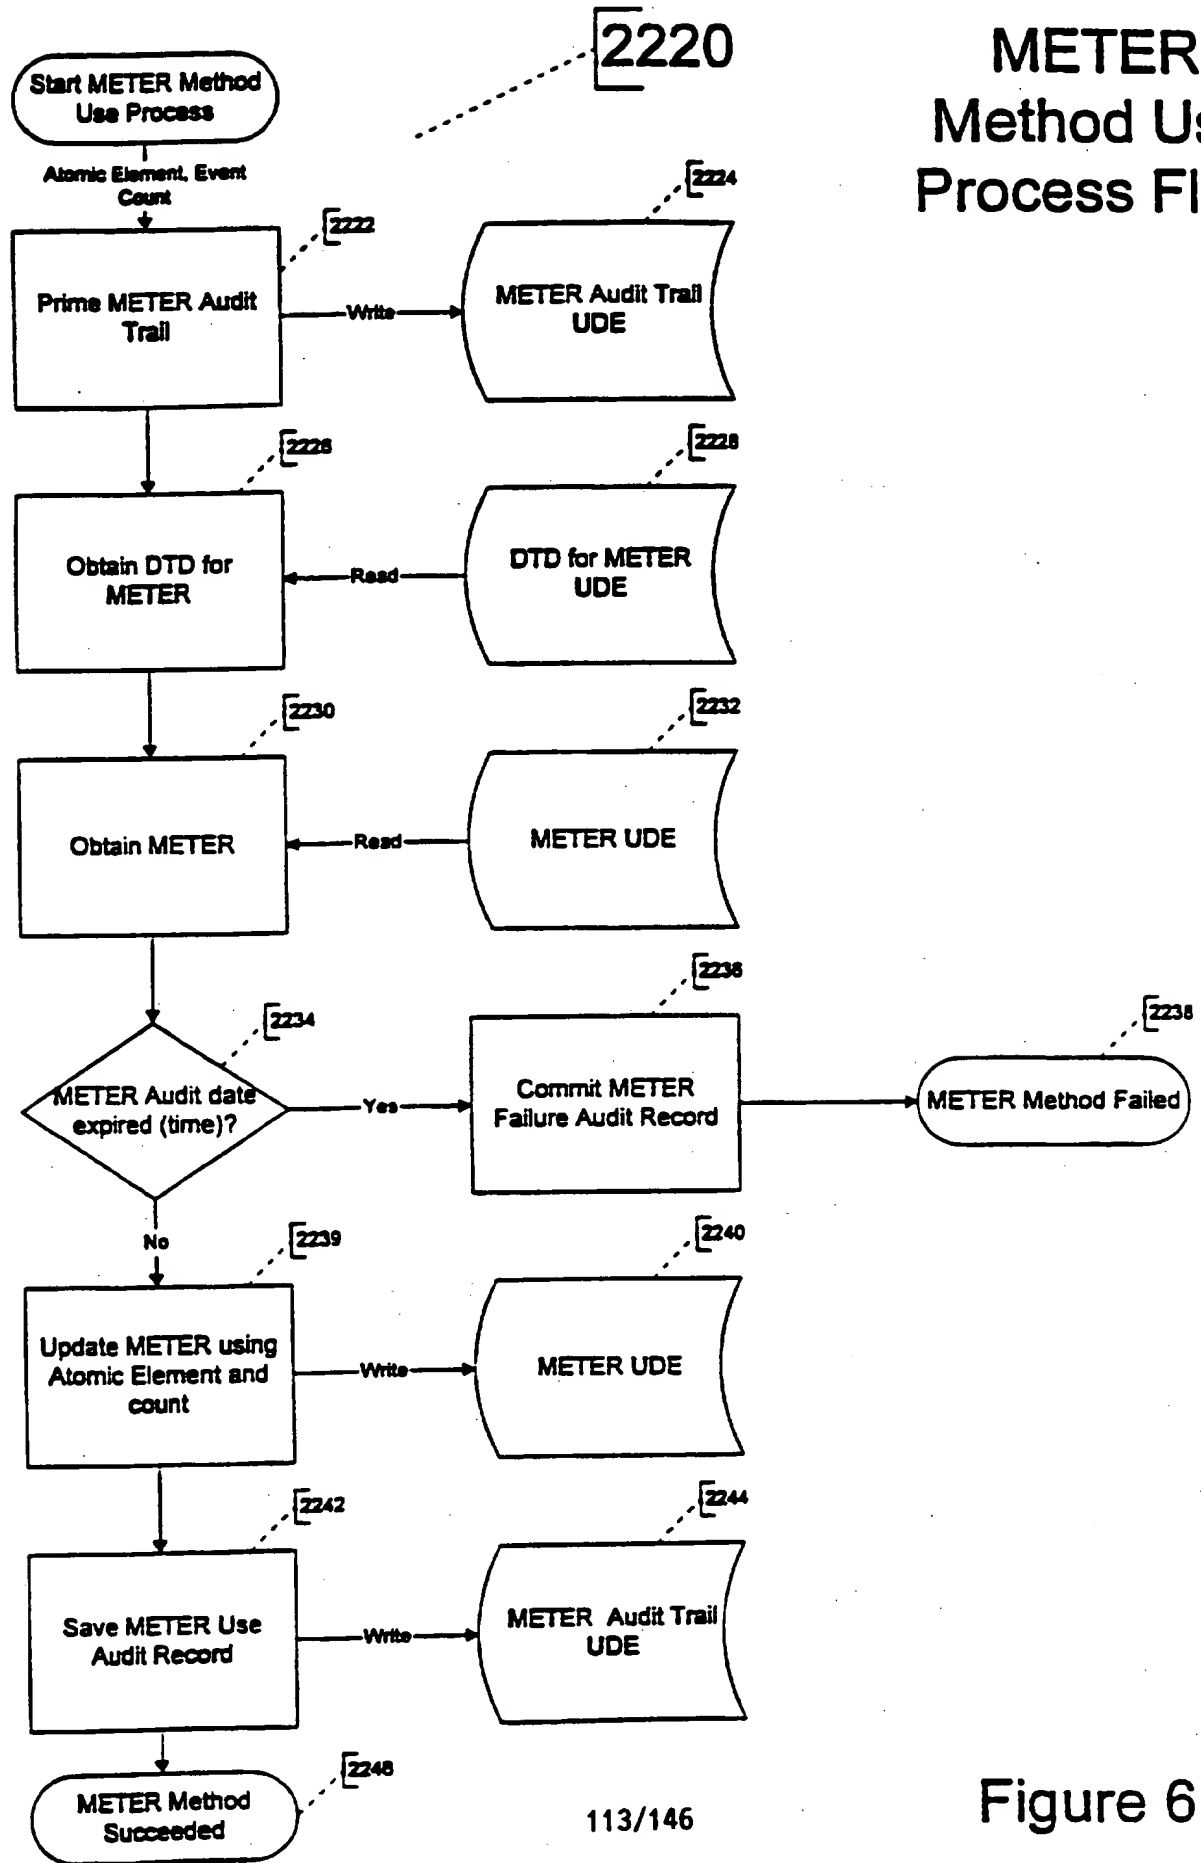 2220
METER
Method Us
Process Fl
Start METER Method
Use Process
Atomic Element, Event
Count
2222
Prime METER Audit
Trail
Write
2224
METER Audit Trail
UDE
2226
Obtain DTD for
METER
Read
2228
DTD for METER
UDE
2230
Obtain METER
Read
2232
METER UDE
2234
METER Audit date
expired (time)?
Yes
2236
Commit METER
Failure Audit Record
2238
METER Method Failed
No
2239
Update METER using
Atomic Element and
count
Write
2240
METER UDE
2242
Save METER Use
Audit Record
Write
2244
METER Audit Trail
UDE
2246
METER Method
Succeeded
113/146
Figure 6